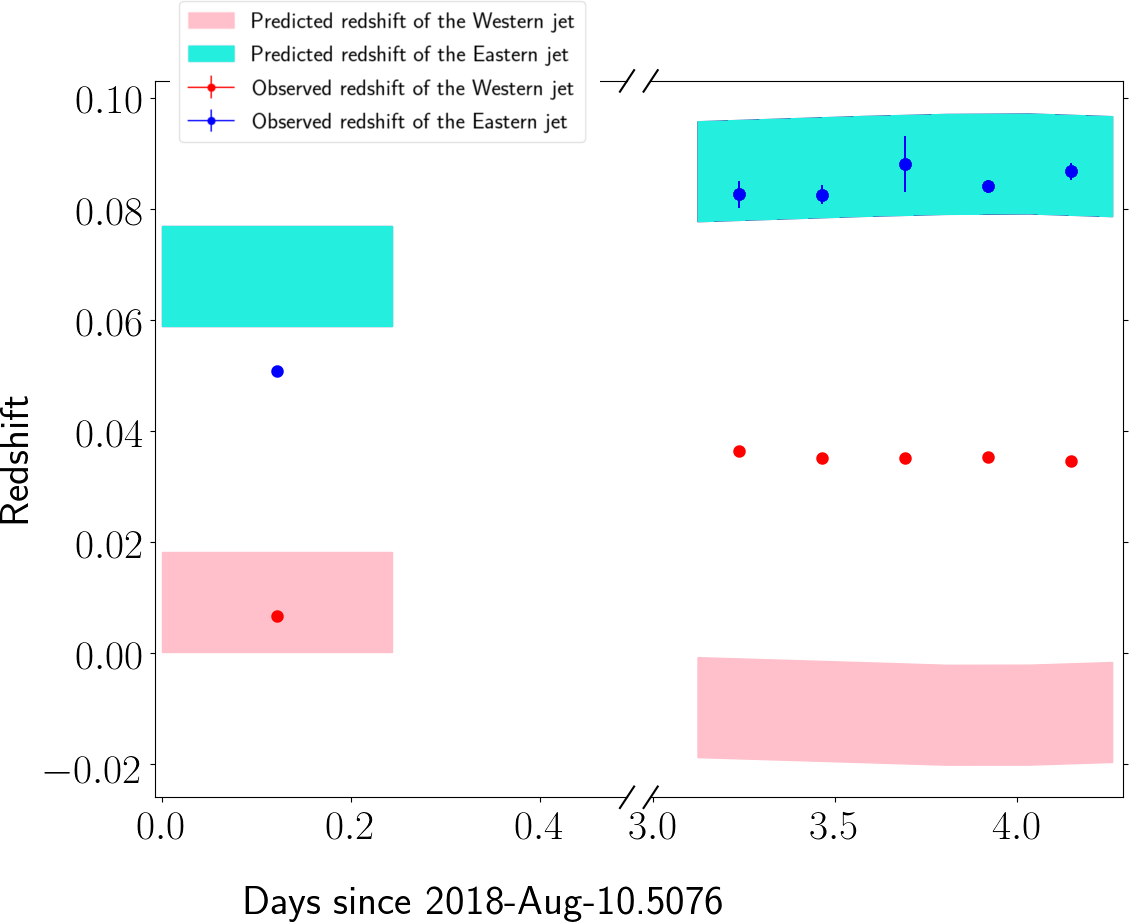 Predicted redshift of the Western jet
Predicted redshift of the Eastern jet
Observed redshift of the Western jet
Observed redshift of the Eastern jet
0.10
0.08
0.06
0.04
0.02
0.00
−0.02
Redshift
0.0 0.2 0.4 3.0 3.5 4.0
Days since 2018-Aug-10.5076